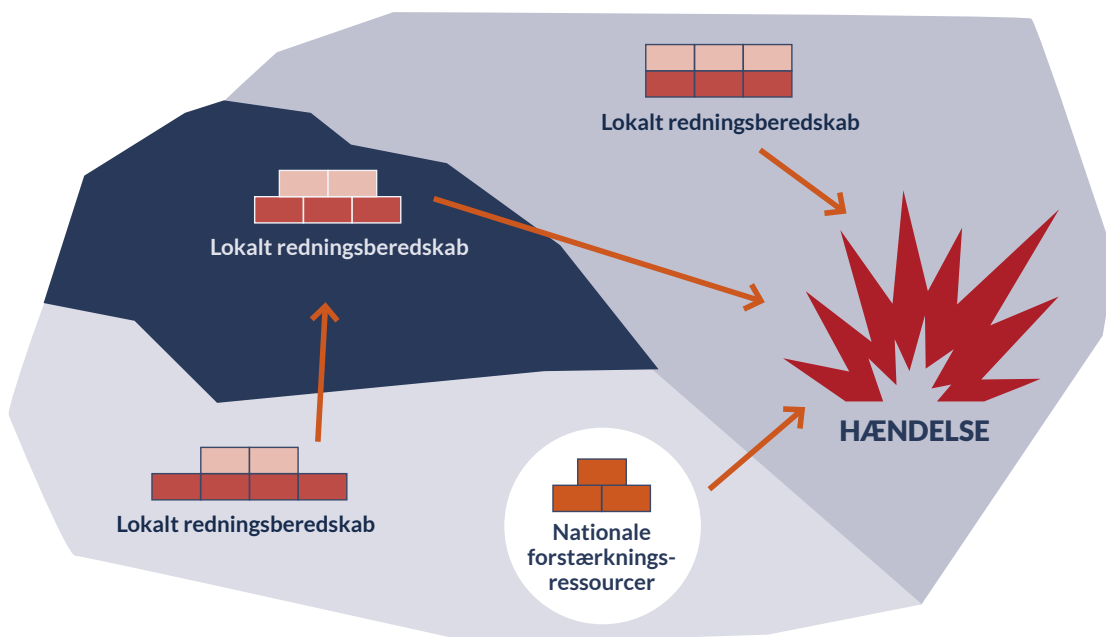 Lokalt redningsberedskab
Lokalt redningsberedskab
HÆNDELSE
Lokalt redningsberedskab
Nationale
forstærknings-
ressourcer